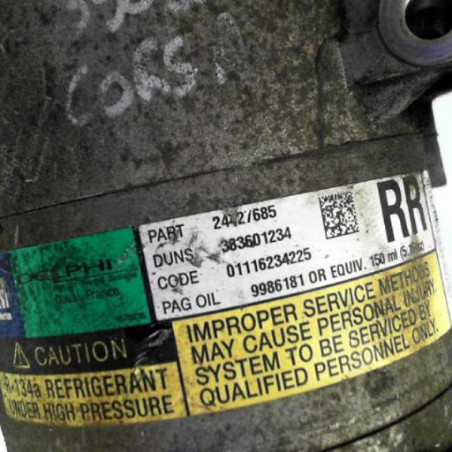 CORSA
DELPHI
France
PART 24427685
DUNS 383601234
CODE 01116234225
PAG OIL 9986181 OR EQUIV. 150 ml
RR
CAUTION
R-134a REFRIGERANT
UNDER HIGH PRESSURE
IMPROPER SERVICE METHODS
MAY CAUSE PERSONAL INJURY.
SYSTEM TO BE SERVICED BY
QUALIFIED PERSONNEL ONLY.